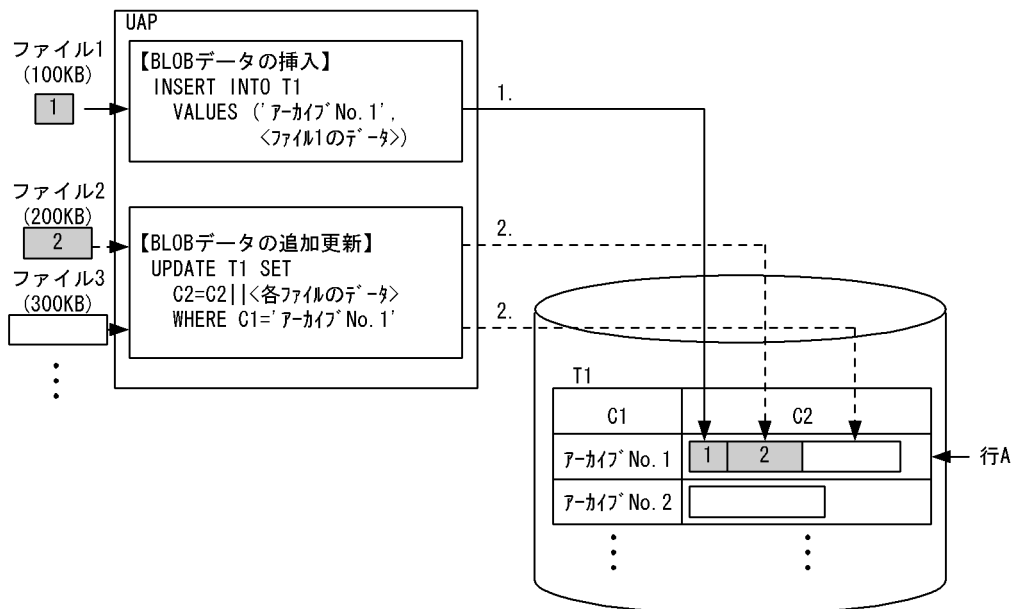 UAP
ファイル1
(100KB)
1
【BLOBデータの挿入】
INSERT INTO T1
VALUES ('ｱｰｶｲﾌﾞNo.1',
<ﾌｧｲﾙ1のﾃﾞｰﾀ>)
1.
ファイル2
(200KB)
2
【BLOBデータの追加更新】
UPDATE T1 SET
C2=C2||<各ﾌｧｲﾙのﾃﾞｰﾀ>
WHERE C1='ｱｰｶｲﾌﾞNo.1'
2.
2.
ファイル3
(300KB)
T1
C1 C2
ｱｰｶｲﾌﾞNo.1 1 2
行A
ｱｰｶｲﾌﾞNo.2